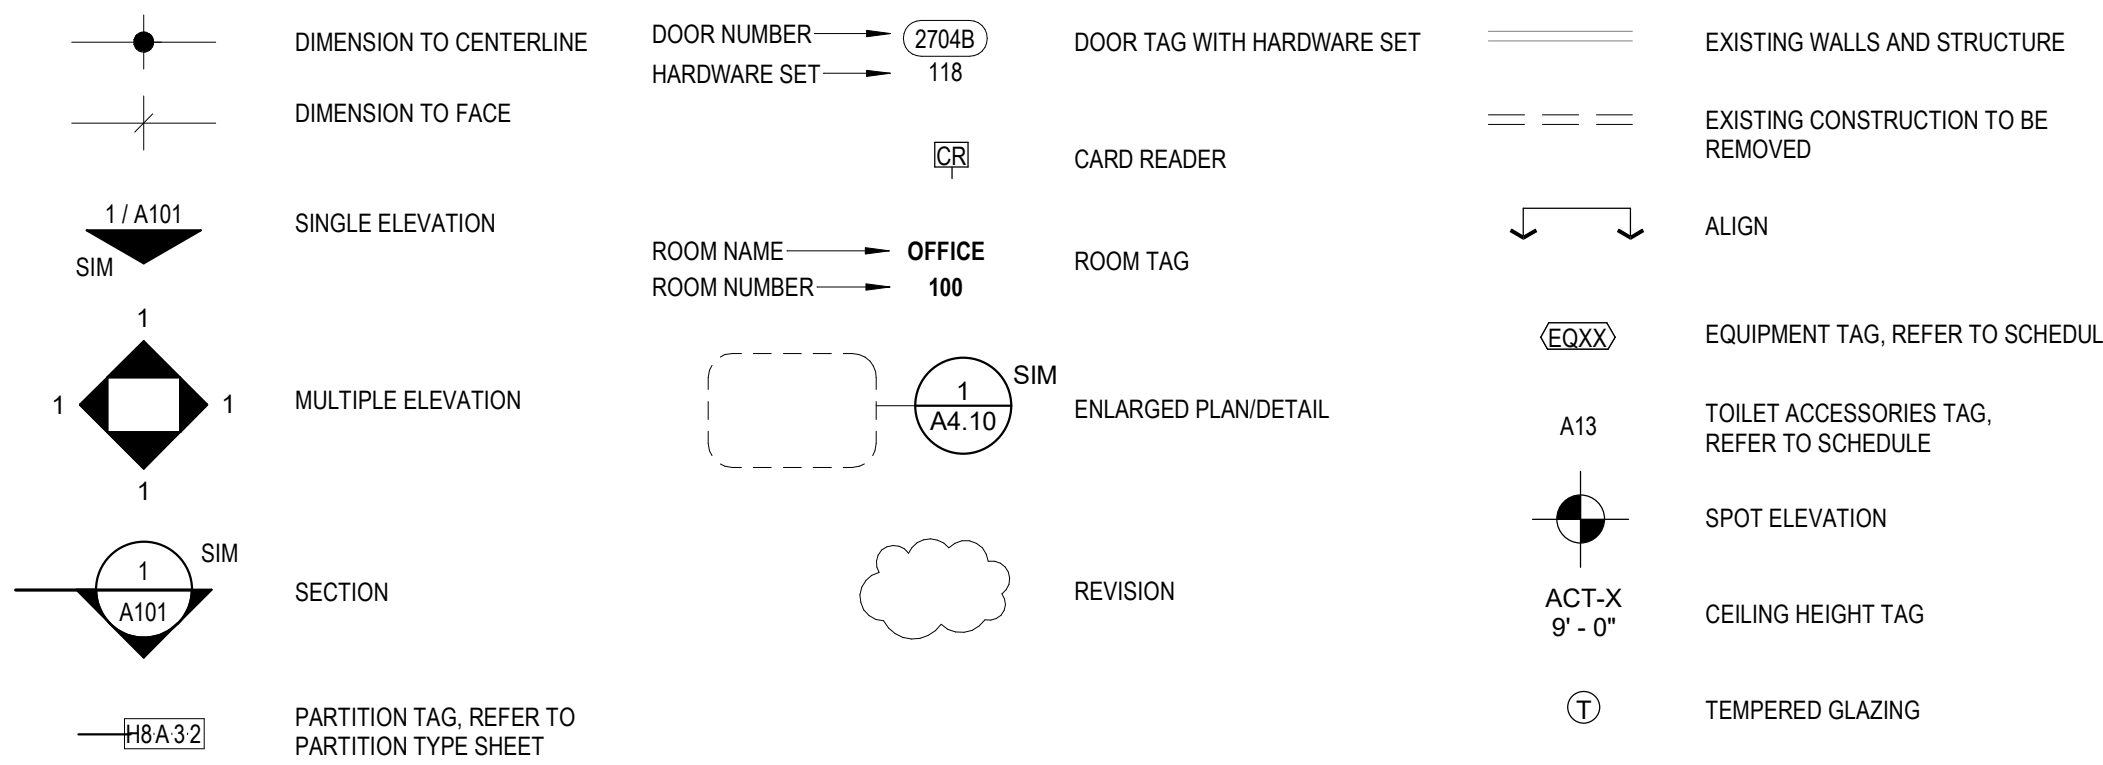 DIMENSION TO CENTERLINE
DIMENSION TO FACE
1 / A101
SIM
SINGLE ELEVATION
1
1
1
1
MULTIPLE ELEVATION
1
A101
SIM
SECTION
H8·A·3·2
PARTITION TAG, REFER TO
PARTITION TYPE SHEET
DOOR NUMBER
2704B
HARDWARE SET
118
DOOR TAG WITH HARDWARE SET
CR
CARD READER
ROOM NAME
OFFICE
ROOM NUMBER
100
ROOM TAG
1
A4.10
SIM
ENLARGED PLAN/DETAIL
REVISION
EXISTING WALLS AND STRUCTURE
EXISTING CONSTRUCTION TO BE
REMOVED
ALIGN
EQXX
EQUIPMENT TAG, REFER TO SCHEDUL
A13
TOILET ACCESSORIES TAG,
REFER TO SCHEDULE
SPOT ELEVATION
ACT-X
9' - 0"
CEILING HEIGHT TAG
T
TEMPERED GLAZING